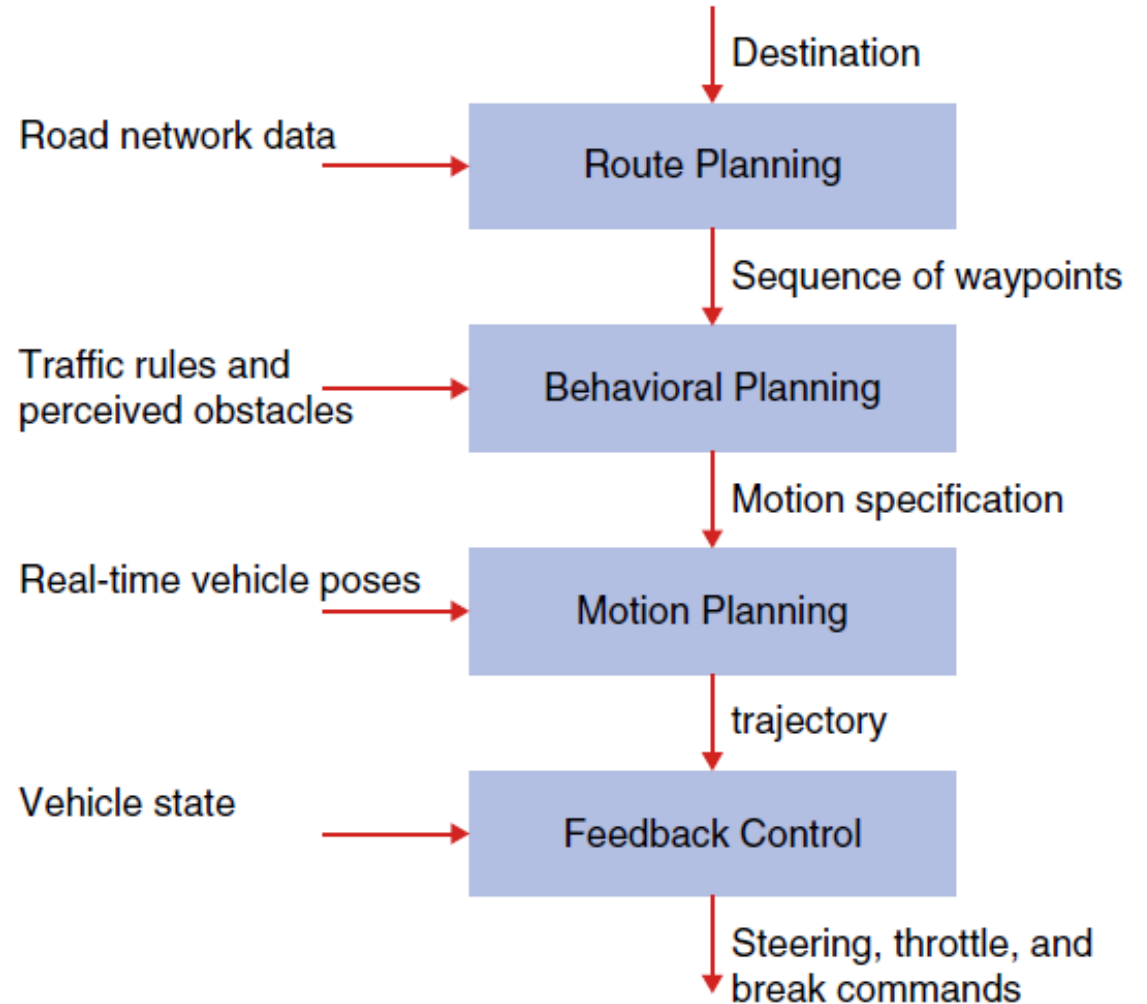 Destination
Road network data
Route Planning
Sequence of waypoints
Traffic rules and
perceived obstacles
Behavioral Planning
Motion specification
Real-time vehicle poses
Motion Planning
trajectory
Vehicle state
Feedback Control
Steering, throttle, and
break commands